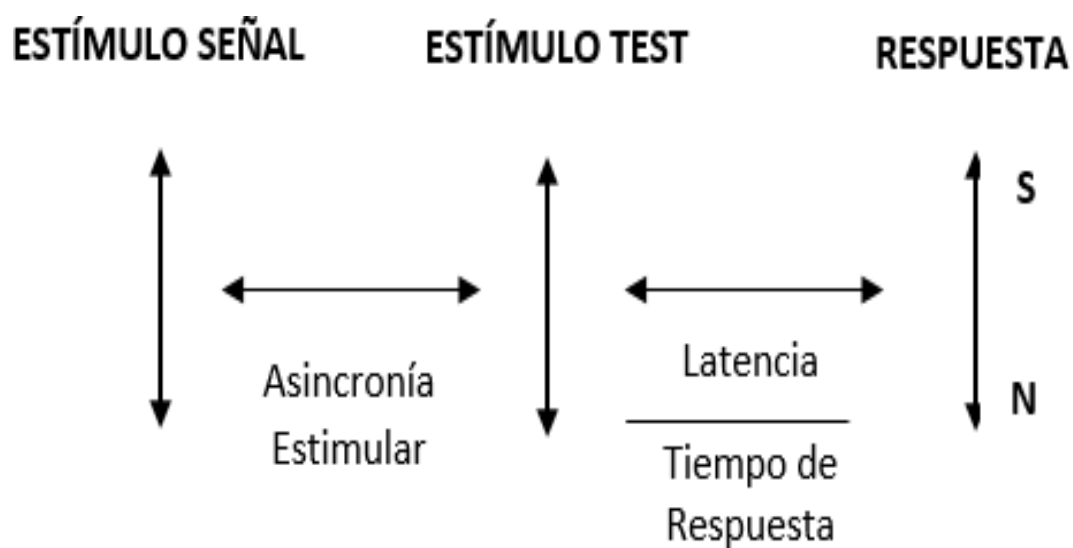 ESTÍMULO SEÑAL
ESTÍMULO TEST
RESPUESTA
S
N
Asincronía
Estimular
Latencia
Tiempo de
Respuesta